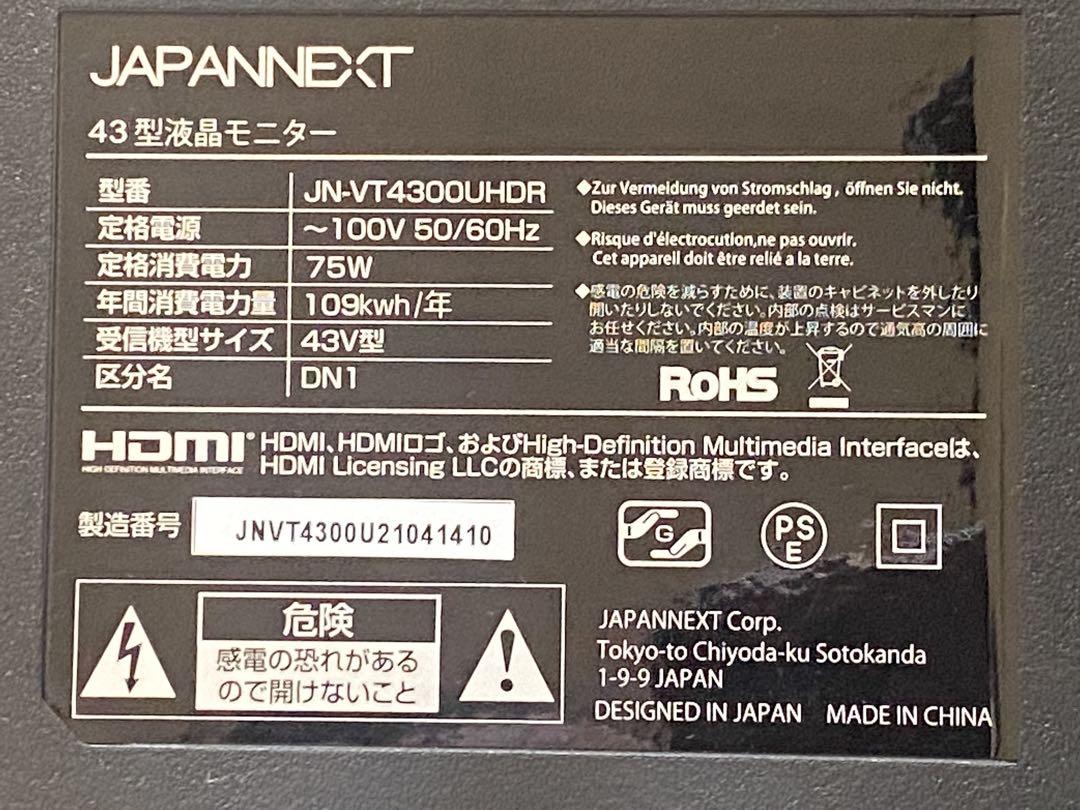 JAPANNEXT
43型液晶モニター
型番 JN-VT4300UHDR
定格電源 ～100V 50/60Hz
定格消費電力 75W
年間消費電力量 109kwh/年
受信機型サイズ 43V型
区分名 DN1
◆Zur Vermeidung von Stromschlag , öffnen Sie nicht.
Dieses Gerät muss geerdet sein.
◆Risque d'électrocution,ne pas ouvrir.
Cet appareil doit être relié a la terre.
◆感電の危険を減らすために、装置のキャビネットを外したり
開いたりしないでください。内部の点検はサービスマンに
お任せください。内部の温度が上昇するので通気高の周囲に
適当な間隔を置いてください。
RoHS
HDMI
HIGH-DEFINITION MULTIMEDIA INTERFACE
HDMI、HDMIロゴ、およびHigh-Definition Multimedia Interfaceは、
HDMI Licensing LLCの商標、または登録商標です。
製造番号 JNVT4300U21041410
G
PS
E
危険
感電の恐れがある
ので開けないこと
JAPANNEXT Corp.
Tokyo-to Chiyoda-ku Sotokanda
1-9-9 JAPAN
DESIGNED IN JAPAN MADE IN CHINA